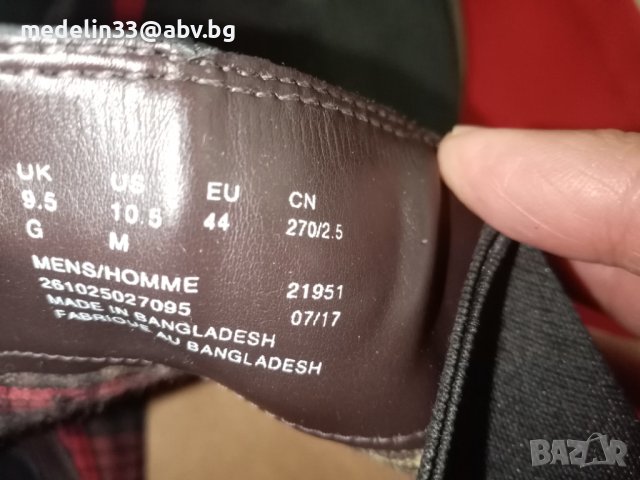 medelin33@abv.bg
UK US EU CN
9.5 10.5 44 270/2.5
G M
MENS/HOMME 21951
261025027095 07/17
MADE IN BANGLADESH
FABRIQUE AU BANGLADESH
BAZAR